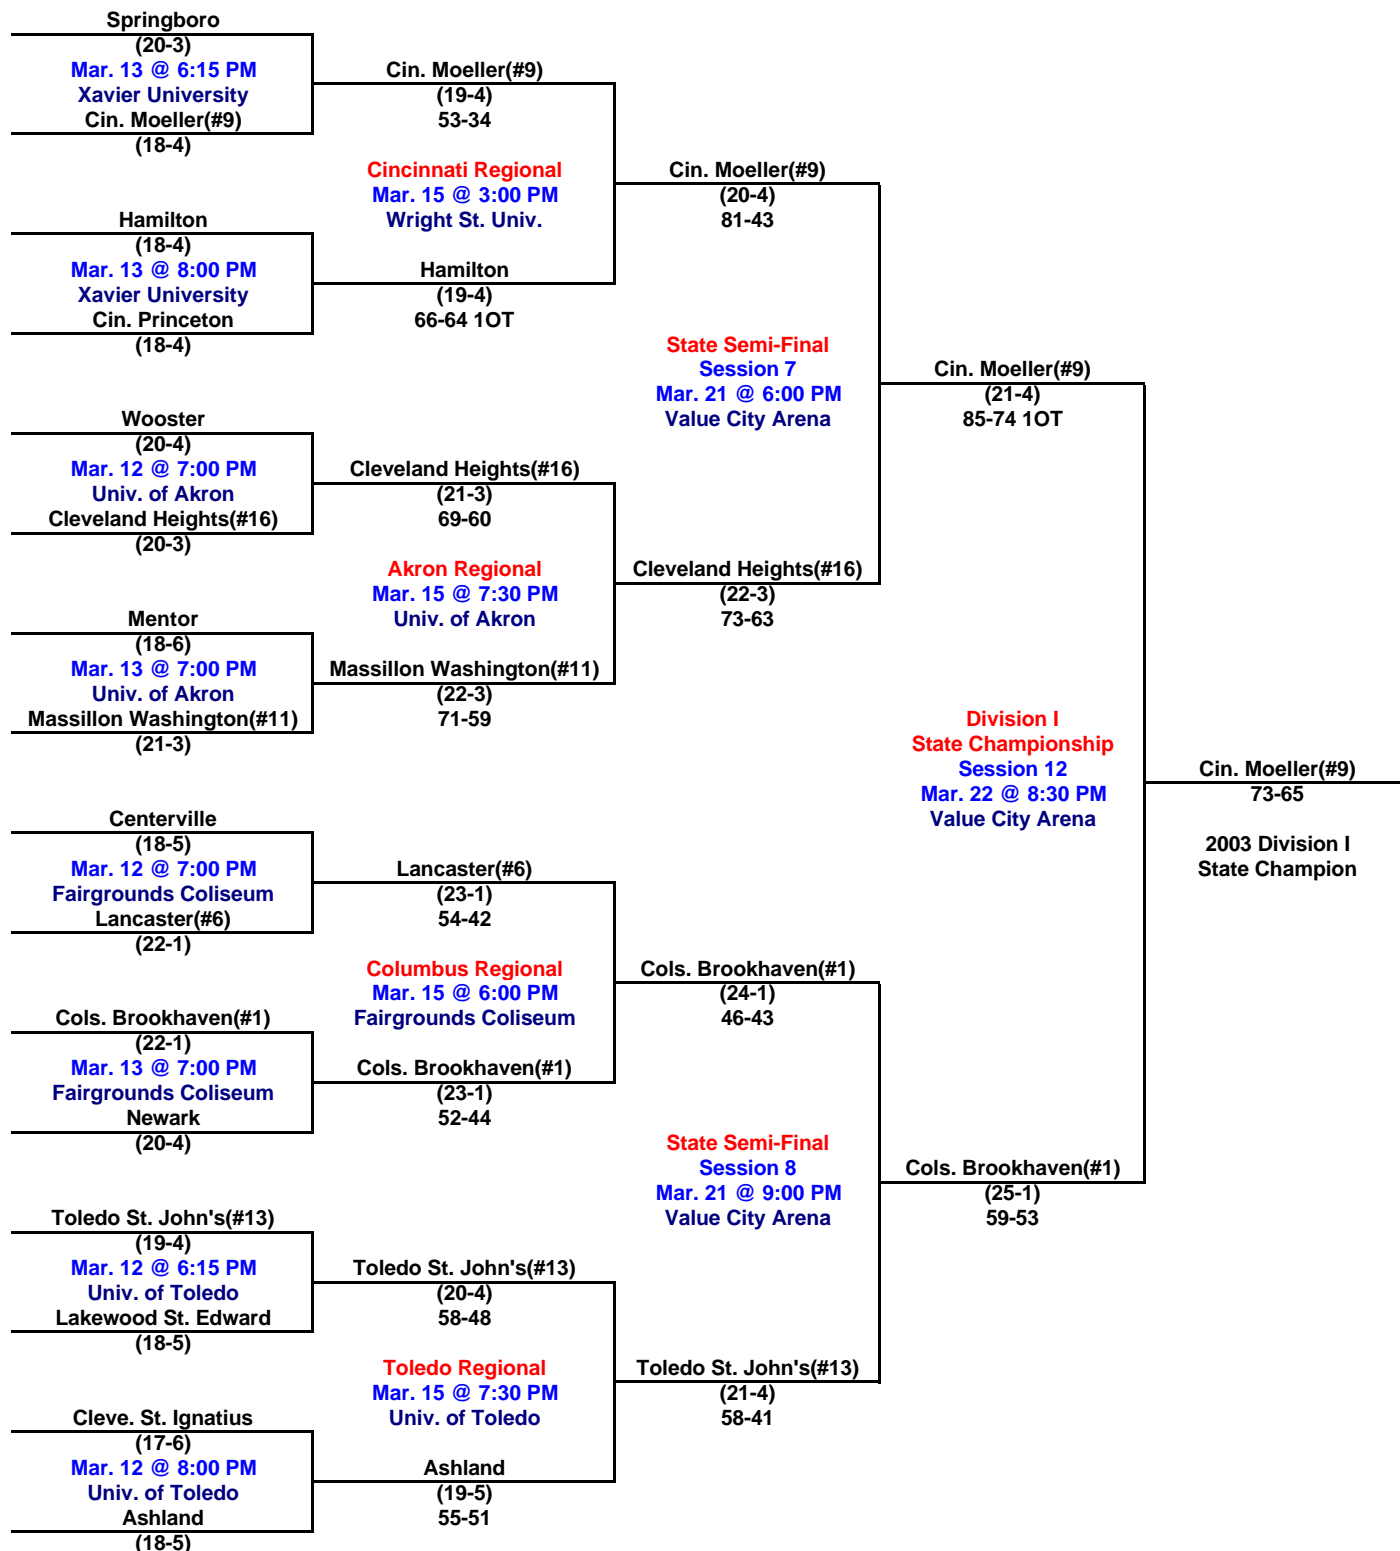 Springboro
(20-3)
Mar. 13 @ 6:15 PM
Xavier University
Cin. Moeller(#9)
(18-4)
Hamilton
(18-4)
Mar. 13 @ 8:00 PM
Xavier University
Cin. Princeton
(18-4)
Wooster
(20-4)
Mar. 12 @ 7:00 PM
Univ. of Akron
Cleveland Heights(#16)
(20-3)
Mentor
(18-6)
Mar. 13 @ 7:00 PM
Univ. of Akron
Massillon Washington(#11)
(21-3)
Centerville
(18-5)
Mar. 12 @ 7:00 PM
Fairgrounds Coliseum
Lancaster(#6)
(22-1)
Cols. Brookhaven(#1)
(22-1)
Mar. 13 @ 7:00 PM
Fairgrounds Coliseum
Newark
(20-4)
Toledo St. John's(#13)
(19-4)
Mar. 12 @ 6:15 PM
Univ. of Toledo
Lakewood St. Edward
(18-5)
Cleve. St. Ignatius
(17-6)
Mar. 12 @ 8:00 PM
Univ. of Toledo
Ashland
(18-5)
Cin. Moeller(#9)
(19-4)
53-34
Cincinnati Regional
Mar. 15 @ 3:00 PM
Wright St. Univ.
Hamilton
(19-4)
66-64 1OT
Cleveland Heights(#16)
(21-3)
69-60
Akron Regional
Mar. 15 @ 7:30 PM
Univ. of Akron
Massillon Washington(#11)
(22-3)
71-59
Lancaster(#6)
(23-1)
54-42
Columbus Regional
Mar. 15 @ 6:00 PM
Fairgrounds Coliseum
Cols. Brookhaven(#1)
(23-1)
52-44
Toledo St. John's(#13)
(20-4)
58-48
Toledo Regional
Mar. 15 @ 7:30 PM
Univ. of Toledo
Ashland
(19-5)
55-51
Cin. Moeller(#9)
(20-4)
81-43
State Semi-Final
Session 7
Mar. 21 @ 6:00 PM
Value City Arena
Cleveland Heights(#16)
(22-3)
73-63
Cols. Brookhaven(#1)
(24-1)
46-43
State Semi-Final
Session 8
Mar. 21 @ 9:00 PM
Value City Arena
Toledo St. John's(#13)
(21-4)
58-41
Cin. Moeller(#9)
(21-4)
85-74 1OT
Division I
State Championship
Session 12
Mar. 22 @ 8:30 PM
Value City Arena
Cols. Brookhaven(#1)
(25-1)
59-53
Cin. Moeller(#9)
73-65
2003 Division I
State Champion